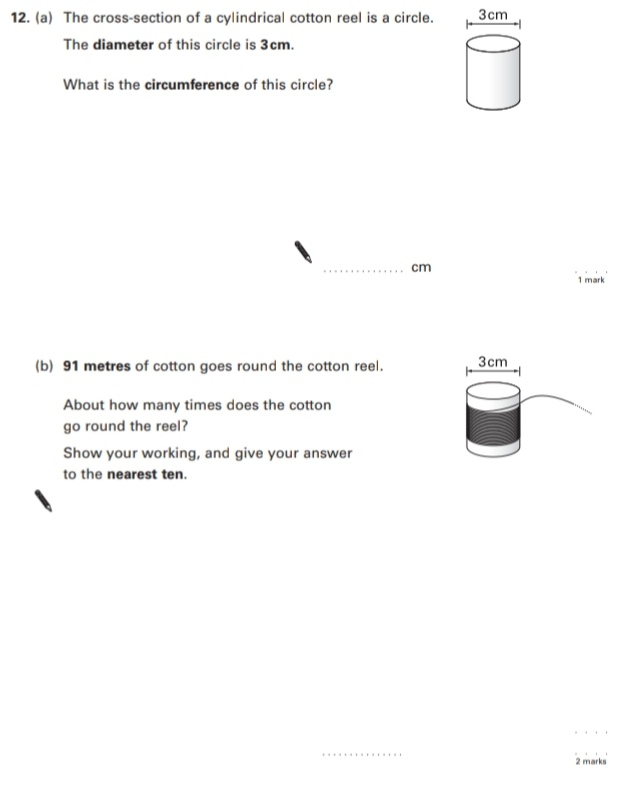 12. (a) The cross-section of a cylindrical cotton reel is a circle.
3cm
The diameter of this circle is 3cm.
What is the circumference of this circle?
............... cm
1 mark
(b) 91 metres of cotton goes round the cotton reel.
3cm
About how many times does the cotton
go round the reel?
Show your working, and give your answer
to the nearest ten.
...............
2 marks